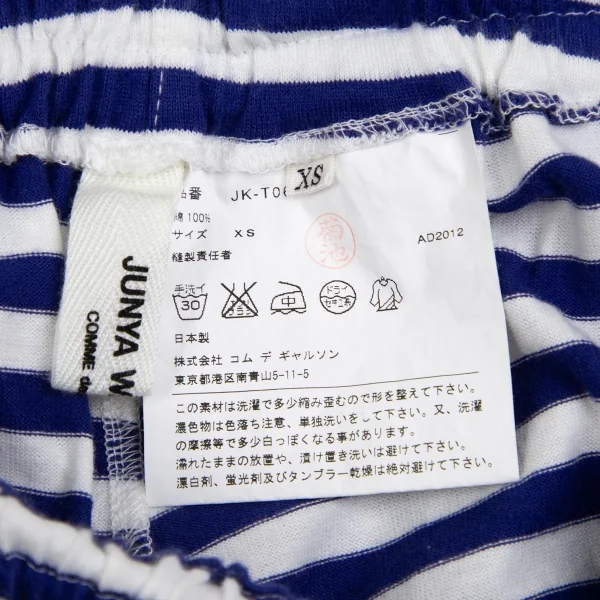 JUNYA
COMME
XS
品番 JK-T06
綿 100%
サイズ XS
縫製責任者
菊池
AD2012
手洗イ
30
中
ドライ
セキユ系
日本製
株式会社 コム デ ギャルソン
東京都港区南青山5-11-5
この素材は洗濯で多少縮み歪むので形を整えて下さい。
濃色物は色落ち注意、単独洗いをして下さい。又、洗濯
の摩擦等で多少白っぽくなる事があります。
濡れたままの放置や、漬け置き洗いは避けて下さい。
漂白剤、蛍光剤及びタンブラー乾燥は絶対避けて下さい。